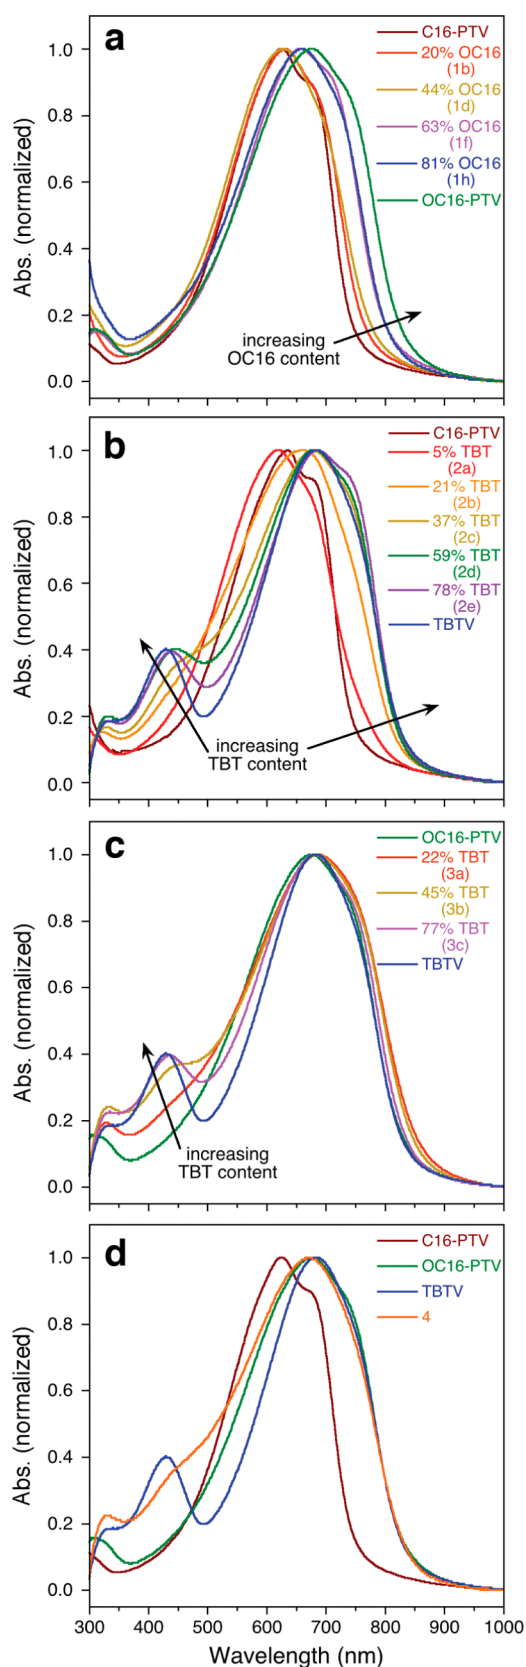 a
C16-PTV
20% OC16
(1b)
44% OC16
(1d)
63% OC16
(1f)
81% OC16
(1h)
OC16-PTV
Abs. (normalized)
1.0
0.8
0.6
0.4
0.2
0.0
increasing
OC16 content
b
C16-PTV
5% TBT
(2a)
21% TBT
(2b)
37% TBT
(2c)
59% TBT
(2d)
78% TBT
(2e)
TBTV
Abs. (normalized)
1.0
0.8
0.6
0.4
0.2
0.0
increasing
TBT content
c
OC16-PTV
22% TBT
(3a)
45% TBT
(3b)
77% TBT
(3c)
TBTV
Abs. (normalized)
1.0
0.8
0.6
0.4
0.2
0.0
increasing
TBT content
d
C16-PTV
OC16-PTV
TBTV
4
Abs. (normalized)
1.0
0.8
0.6
0.4
0.2
0.0
300 400 500 600 700 800 900 1000
Wavelength (nm)